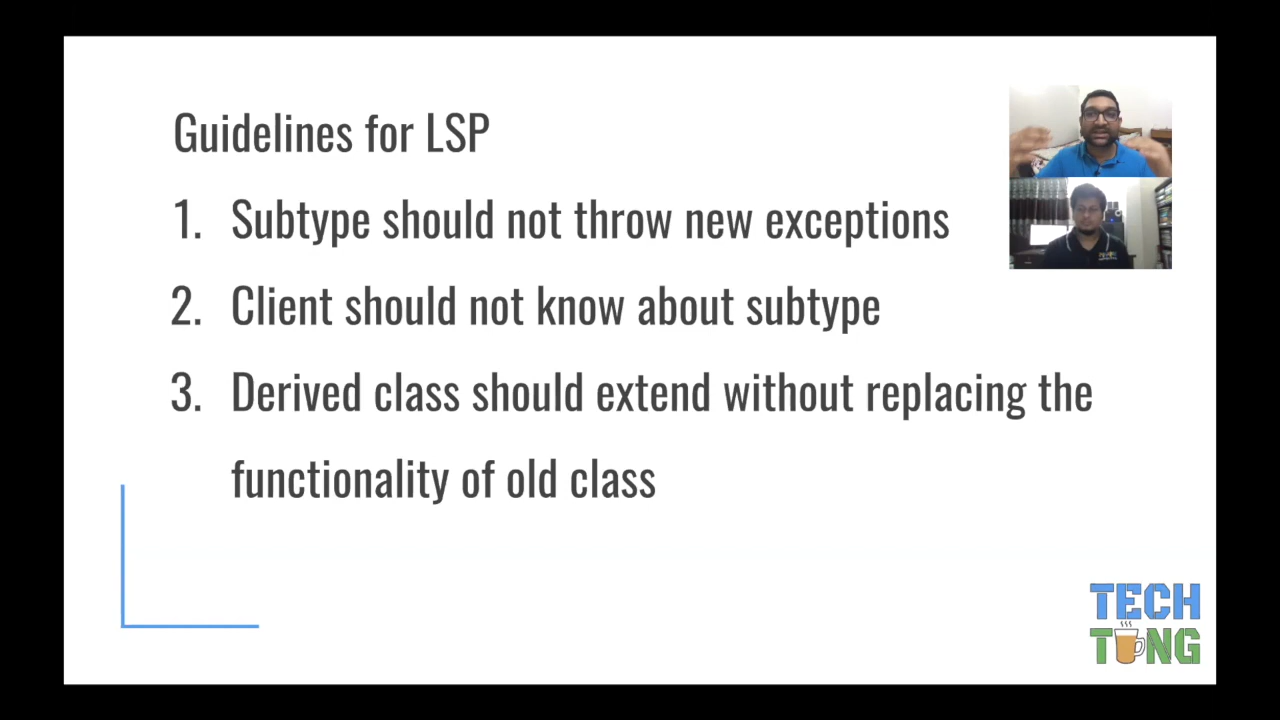 Guidelines for LSP
1. Subtype should not throw new exceptions
2. Client should not know about subtype
3. Derived class should extend without replacing the
functionality of old class
TECH
TONG